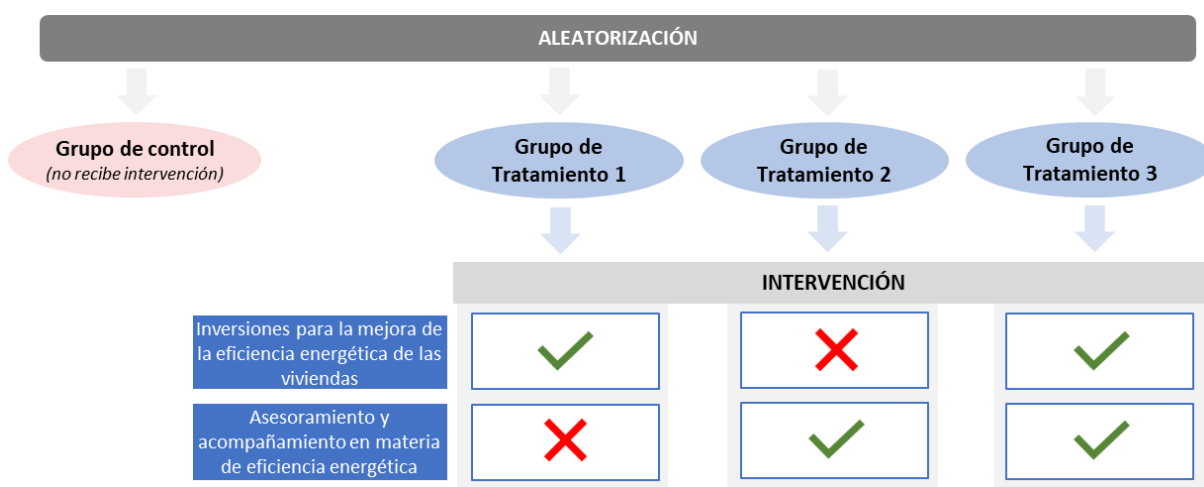 ALEATORIZACIÓN
Grupo de control
(no recibe intervención)
Grupo de
Tratamiento 1
Grupo de
Tratamiento 2
Grupo de
Tratamiento 3
INTERVENCIÓN
Inversiones para la mejora de
la eficiencia energética de las
viviendas
Asesoramiento y
acompañamiento en materia
de eficiencia energética